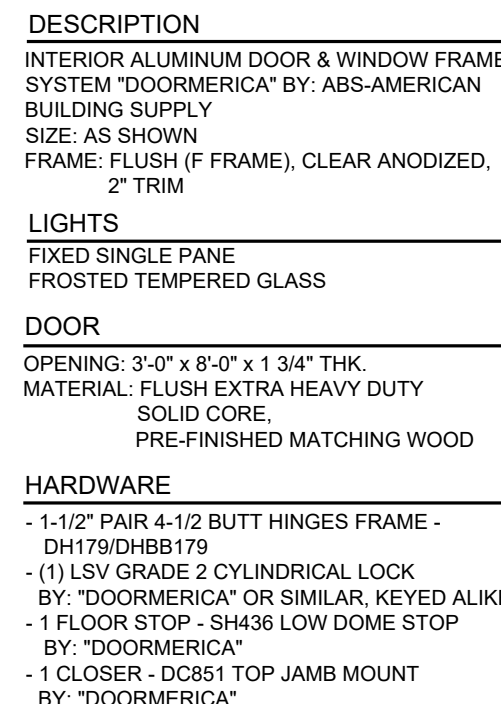 DESCRIPTION
INTERIOR ALUMINUM DOOR & WINDOW FRAME
SYSTEM "DOORMERICA" BY: ABS-AMERICAN
BUILDING SUPPLY
SIZE: AS SHOWN
FRAME: FLUSH (F FRAME), CLEAR ANODIZED,
2" TRIM
LIGHTS
FIXED SINGLE PANE
FROSTED TEMPERED GLASS
DOOR
OPENING: 3'-0" x 8'-0" x 1 3/4" THK.
MATERIAL: FLUSH EXTRA HEAVY DUTY
SOLID CORE,
PRE-FINISHED MATCHING WOOD
HARDWARE
- 1-1/2" PAIR 4-1/2 BUTT HINGES FRAME -
DH179/DHBB179
- (1) LSV GRADE 2 CYLINDRICAL LOCK
BY: "DOORMERICA" OR SIMILAR, KEYED ALIKE
- 1 FLOOR STOP - SH436 LOW DOME STOP
BY: "DOORMERICA"
- 1 CLOSER - DC851 TOP JAMB MOUNT
BY: "DOORMERICA"